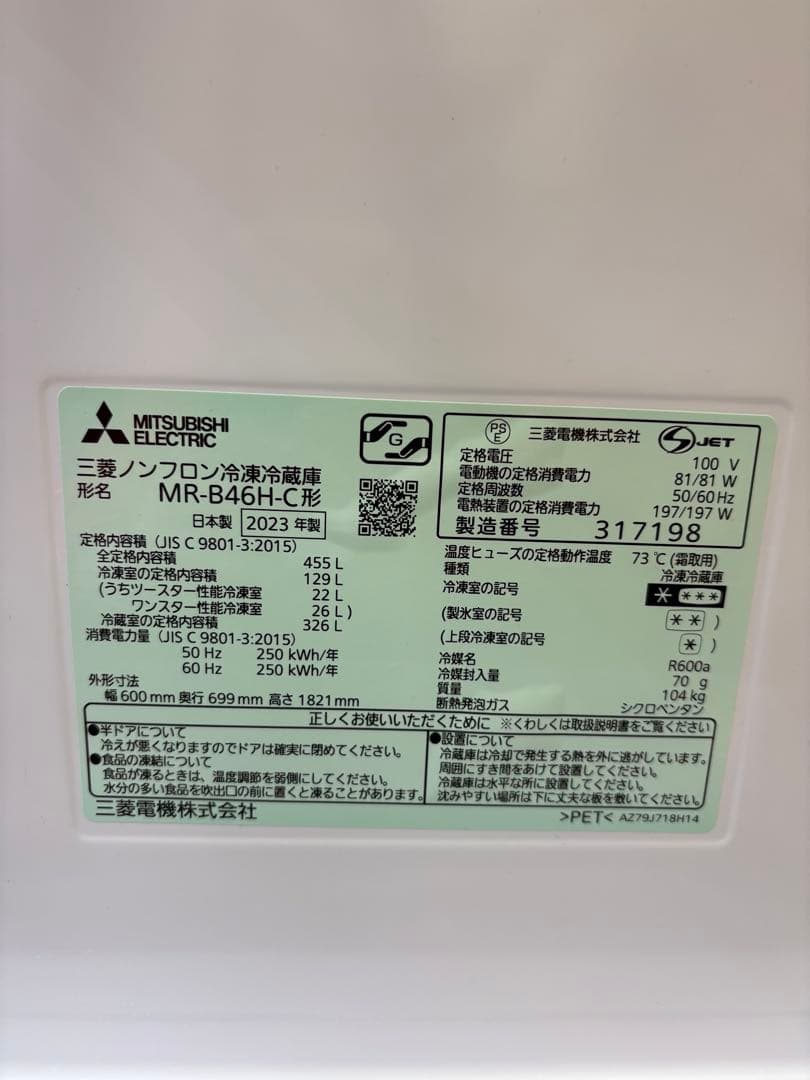 MITSUBISHI
ELECTRIC
G
三菱ノンフロン冷凍冷蔵庫
形名 MR-B46H-C形
日本製 2023 年製
定格内容積（JIS C 9801-3:2015）
全定格内容積 455 L
冷凍室の定格内容積 129 L
(うちツースター性能冷凍室 22 L
ワンスター性能冷凍室 26 L )
冷蔵室の定格内容積 326 L
消費電力量（JIS C 9801-3:2015）
50 Hz 250 kWh/年
60 Hz 250 kWh/年
外形寸法
幅 600 mm 奥行 699 mm 高さ 1821 mm
PS
E
三菱電機株式会社
S JET
定格電圧 100 V
電動機の定格消費電力 81/81 W
定格周波数 50/60 Hz
電熱装置の定格消費電力 197/197 W
製造番号 317198
温度ヒューズの定格動作温度 73 ℃ (霜取用)
種類 冷凍冷蔵庫
冷凍室の記号 * ***
(製氷室の記号 ** )
(上段冷凍室の記号 * )
冷媒名 R600a
冷媒封入量 70 g
質量 104 kg
断熱発泡ガス シクロペンタン
正しくお使いいただくために ※くわしくは取扱説明書をご覧ください
●半ドアについて
冷えが悪くなりますのでドアは確実に閉めてください。
●食品の凍結について
食品が凍るときは、温度調節を弱側にしてください。
水分の多い食品を吹出口の前に置くと凍ることがあります。
●設置について
冷蔵庫は冷却で発生する熱を外に逃がしています。
周囲にすき間をあけて設置してください。
冷蔵庫は水平な所に設置してください。
沈みやすい場所は下に丈夫な板を敷いてください。
三菱電機株式会社
>PET< AZ79J718H14